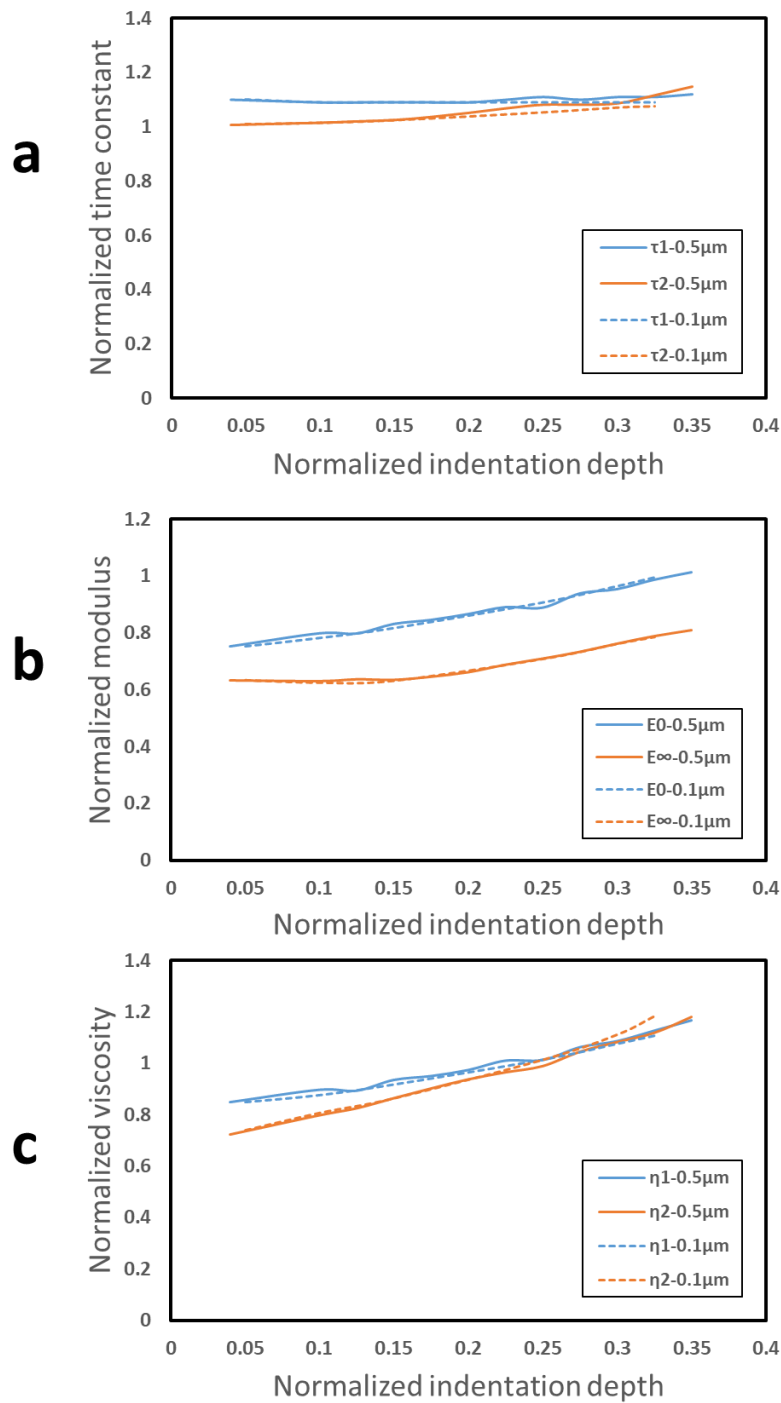 a
Normalized time constant
1.4
1.2
1
0.8
0.6
0.4
0.2
0
τ1-0.5µm
τ2-0.5µm
τ1-0.1µm
τ2-0.1µm
0 0.05 0.1 0.15 0.2 0.25 0.3 0.35 0.4
Normalized indentation depth
b
Normalized modulus
1.2
1
0.8
0.6
0.4
0.2
0
E0-0.5µm
E∞-0.5µm
E0-0.1µm
E∞-0.1µm
0 0.05 0.1 0.15 0.2 0.25 0.3 0.35 0.4
Normalized indentation depth
c
Normalized viscosity
1.4
1.2
1
0.8
0.6
0.4
0.2
0
η1-0.5µm
η2-0.5µm
η1-0.1µm
η2-0.1µm
0 0.05 0.1 0.15 0.2 0.25 0.3 0.35 0.4
Normalized indentation depth